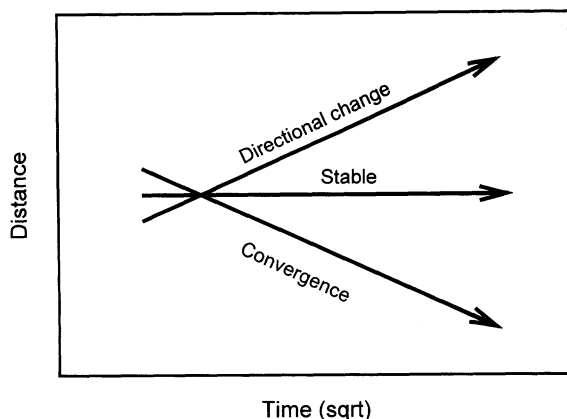 Directional change
Stable
Convergence
Distance
Time (sqrt)